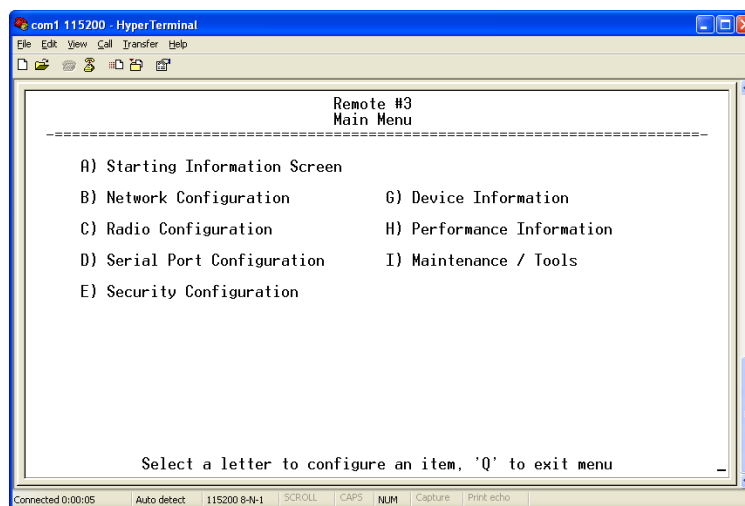 com1 115200 - HyperTerminal
File Edit View Call Transfer Help
Remote #3
Main Menu
-==========================================================================-
A) Starting Information Screen
B) Network Configuration G) Device Information
C) Radio Configuration H) Performance Information
D) Serial Port Configuration I) Maintenance / Tools
E) Security Configuration
Select a letter to configure an item, 'Q' to exit menu _
Connected 0:00:05 Auto detect 115200 8-N-1 SCROLL CAPS NUM Capture Print echo